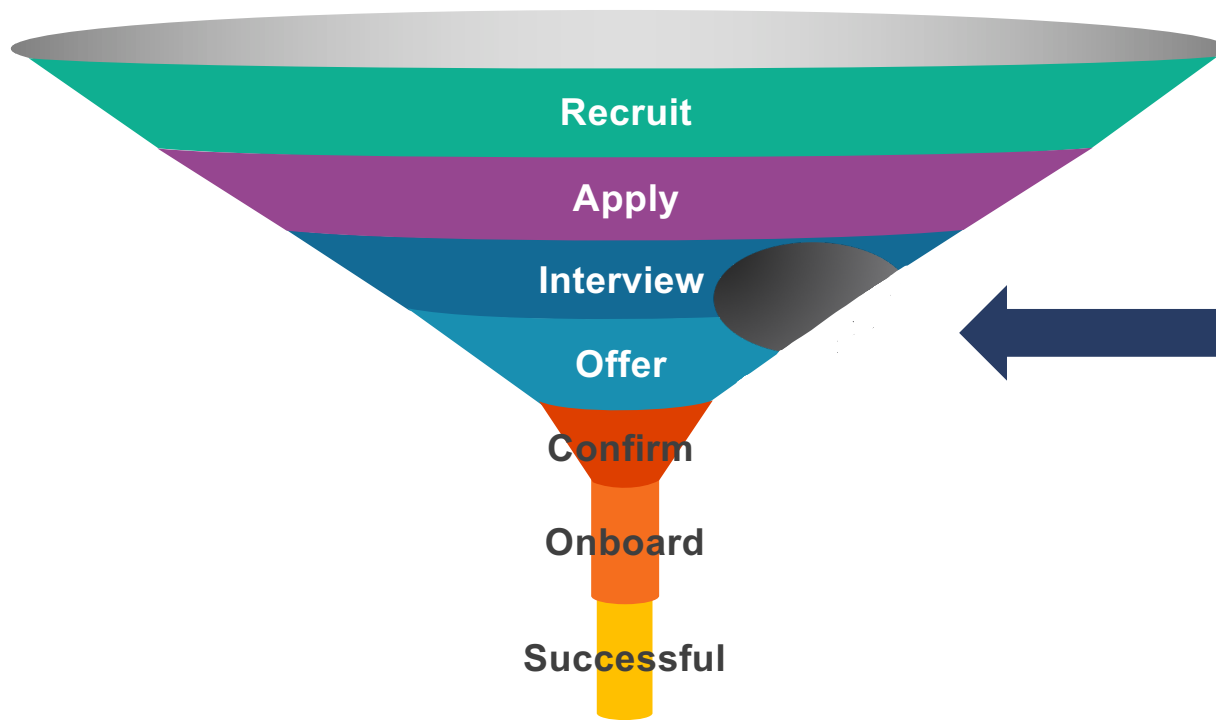 Recruit
Apply
Interview
Offer
Confirm
Onboard
Successful